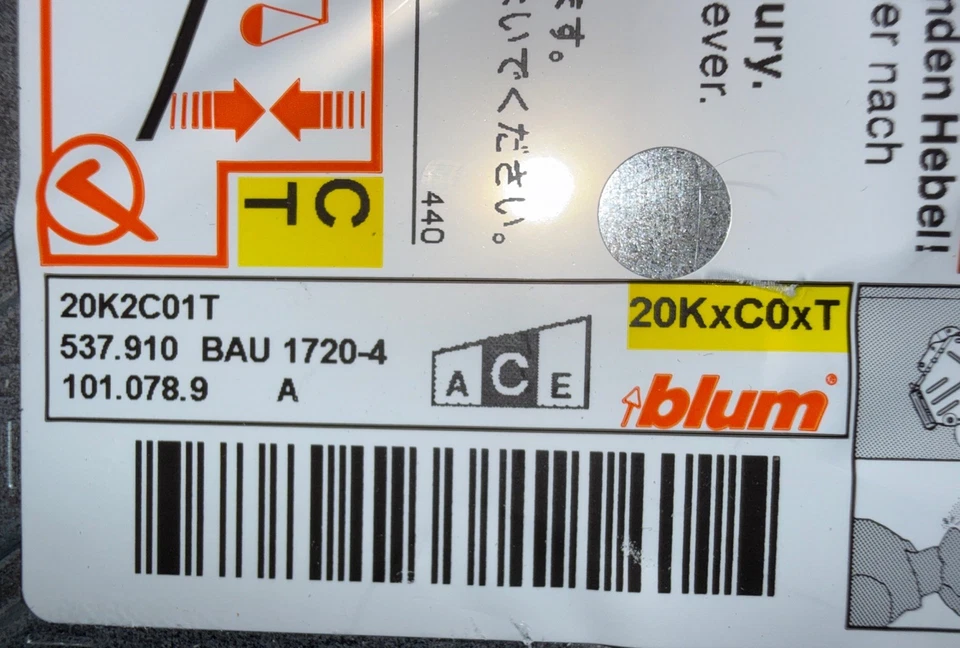 ます。
ないでください。
440
ury.
ever.
nden Hebel!
er nach
C
T
20K2C01T
537.910 BAU 1720-4
101.078.9 A
A C E
20KxC0xT
blum